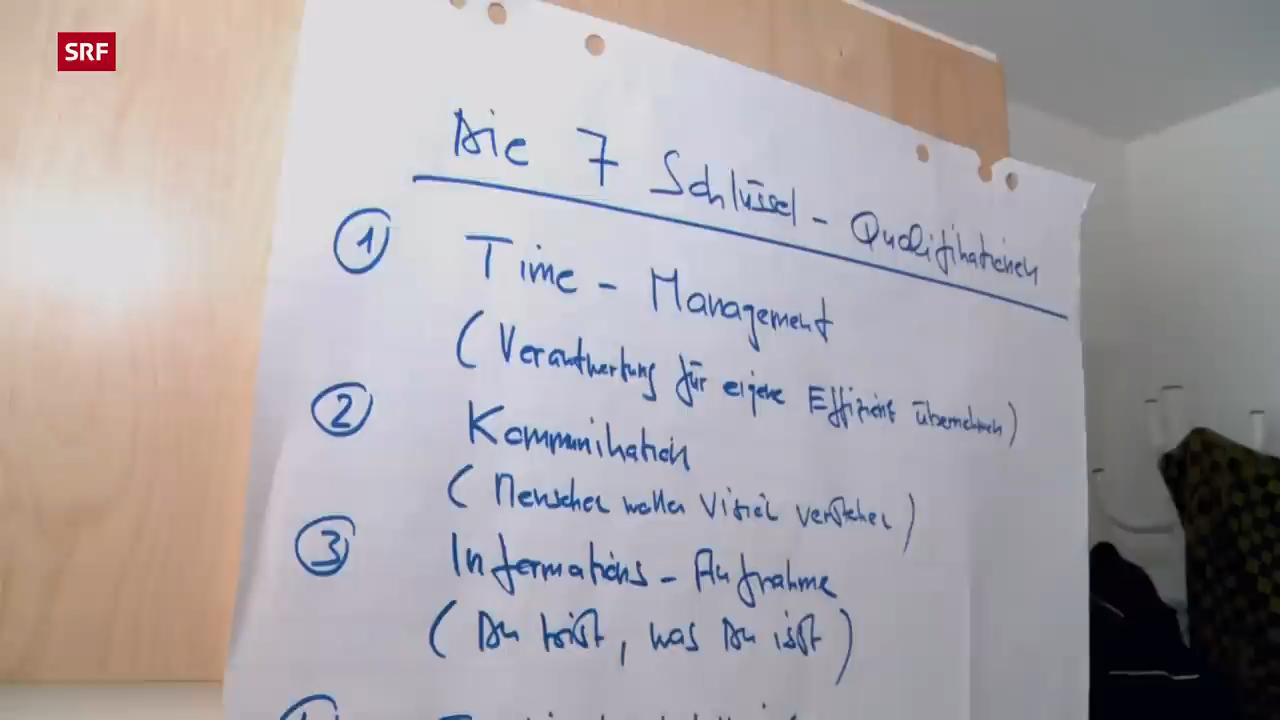 SRF
Die 7 Schlüssel - Qualifikationen
1 Time - Management
(Verantwortung für eigene Effizienz übernehmen)
2 Kommunikation
(Menschen wollen Vision verstehen)
3 Informations - Aufnahme
(Du bist, was Du isst)